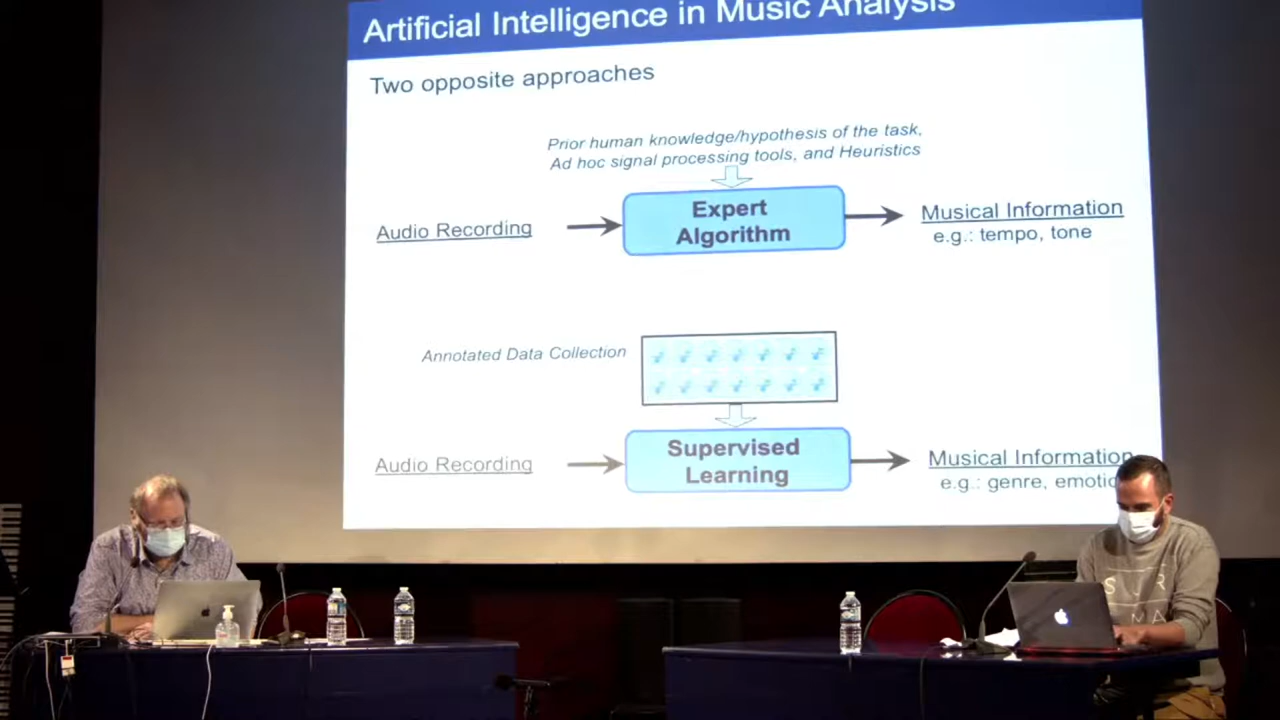 Artificial Intelligence in Music Analysis
Two opposite approaches
Prior human knowledge/hypothesis of the task,
Ad hoc signal processing tools, and Heuristics
Expert
Algorithm
Audio Recording
Musical Information
e.g.: tempo, tone
Annotated Data Collection
Supervised
Learning
Audio Recording
Musical Information
e.g.: genre, emotic
S U R
M A